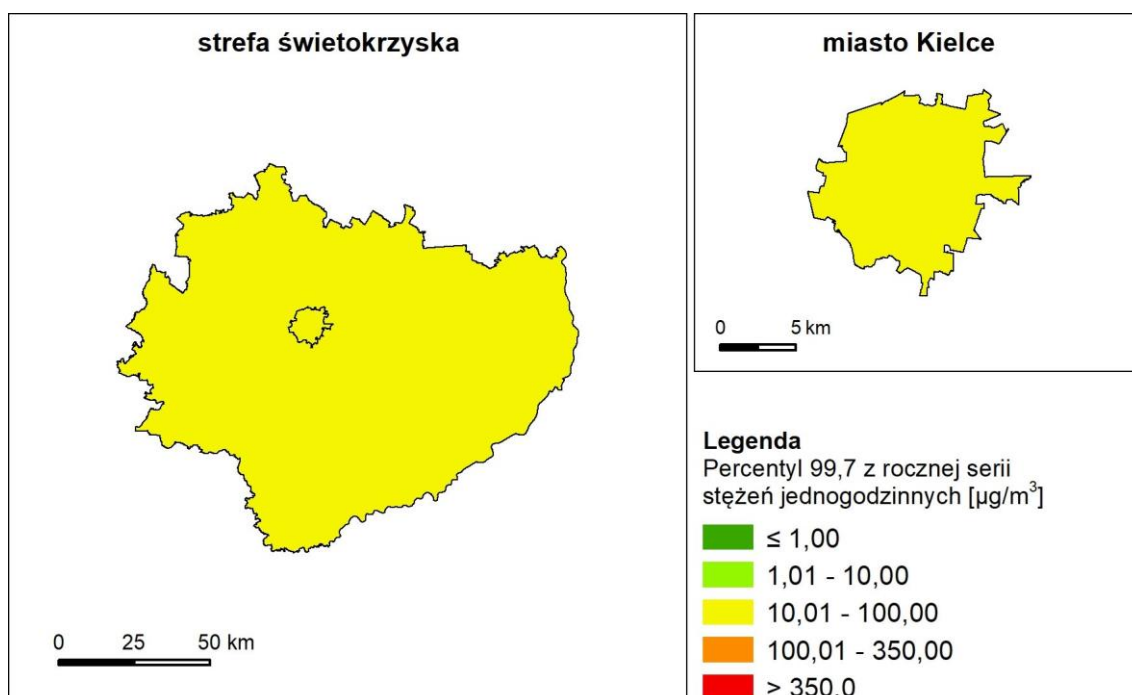 strefa świetokrzyska
miasto Kielce
0 5 km
Legenda
Percentyl 99,7 z rocznej serii
stężeń jednogodzinnych [µg/m³]
≤ 1,00
1,01 - 10,00
10,01 - 100,00
100,01 - 350,00
> 350,0
0 25 50 km